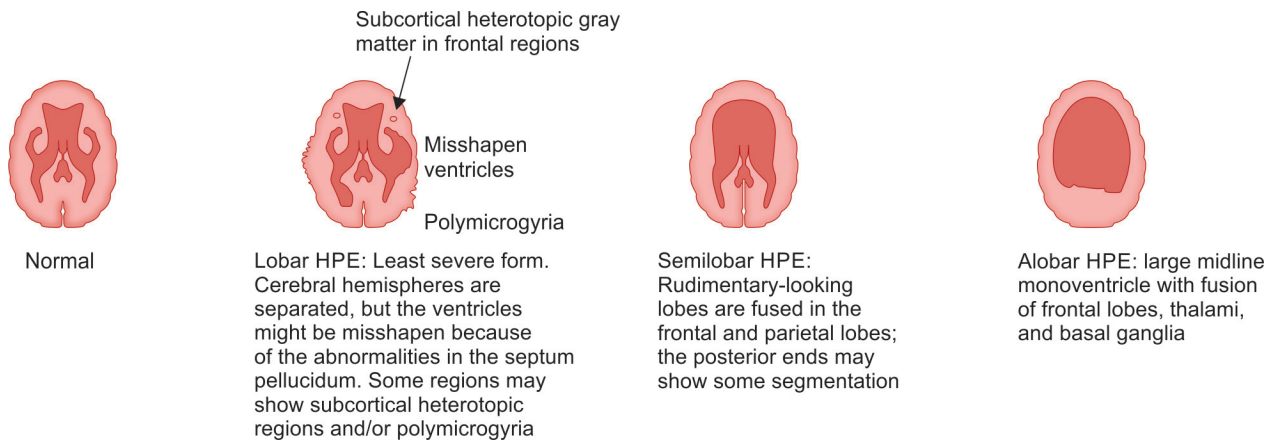 Subcortical heterotopic gray
matter in frontal regions
Misshapen
ventricles
Polymicrogyria
Normal
Lobar HPE: Least severe form.
Cerebral hemispheres are
separated, but the ventricles
might be misshapen because
of the abnormalities in the septum
pellucidum. Some regions may
show subcortical heterotopic
regions and/or polymicrogyria
Semilobar HPE:
Rudimentary-looking
lobes are fused in the
frontal and parietal lobes;
the posterior ends may
show some segmentation
Alobar HPE: large midline
monoventricle with fusion
of frontal lobes, thalami,
and basal ganglia